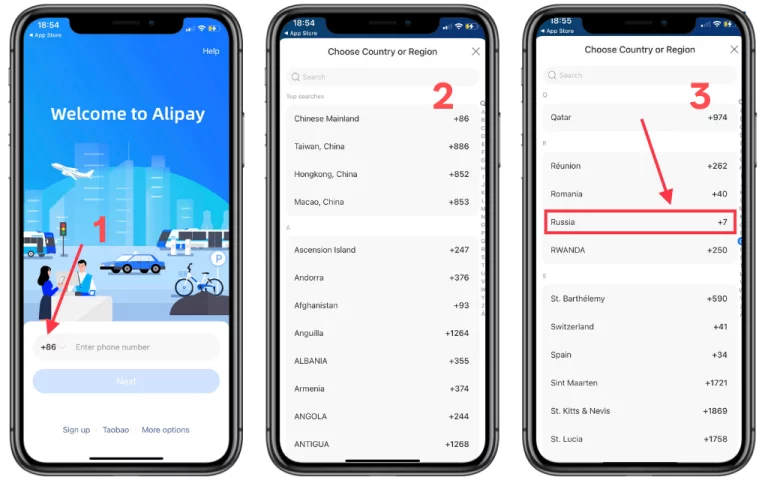 18:54
App Store
Help
Welcome to Alipay
1
P
+86
Enter phone number
Next
Sign up
Taobao
More options
18:54
App Store
Choose Country or Region
Search
2
Top searches
Chinese Mainland +86
Taiwan, China +886
Hongkong, China +852
Macao, China +853
A
Ascension Island +247
Andorra +376
Afghanistan +93
Anguilla +1264
ALBANIA +355
Armenia +374
ANGOLA +244
ANTIGUA +1268
18:55
App Store
Choose Country or Region
Search
3
Q
Qatar +974
R
Réunion +262
Romania +40
Russia +7
RWANDA +250
S
St. Barthélemy +590
Switzerland +41
Spain +34
Sint Maarten +1721
St. Kitts & Nevis +1869
St. Lucia +1758